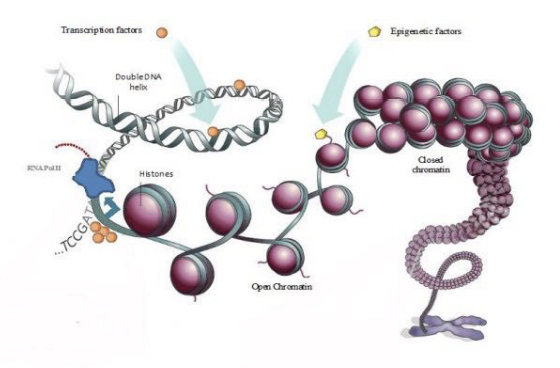 Transcription factors
Epigenetic factors
Double DNA
helix
RNA Pol II
Histones
Closed
chromatin
...TCCGAT
Open Chromatin